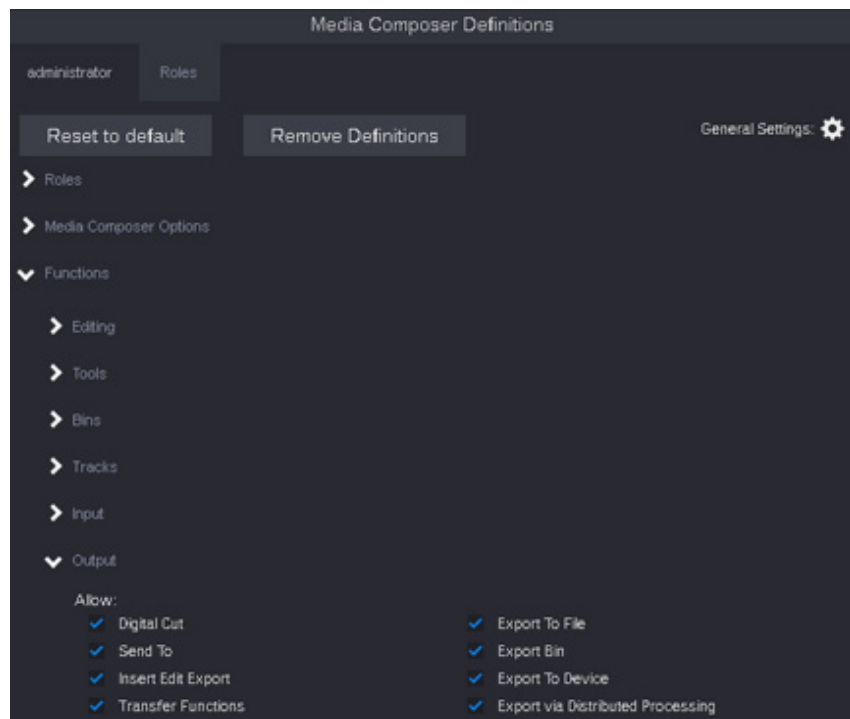 Media Composer Definitions
administrator Roles
Reset to default Remove Definitions General Settings:
Roles
Media Composer Options
Functions
Editing
Tools
Bins
Tracks
Input
Output
Allow:
Digital Cut Export To File
Send To Export Bin
Insert Edit Export Export To Device
Transfer Functions Export via Distributed Processing